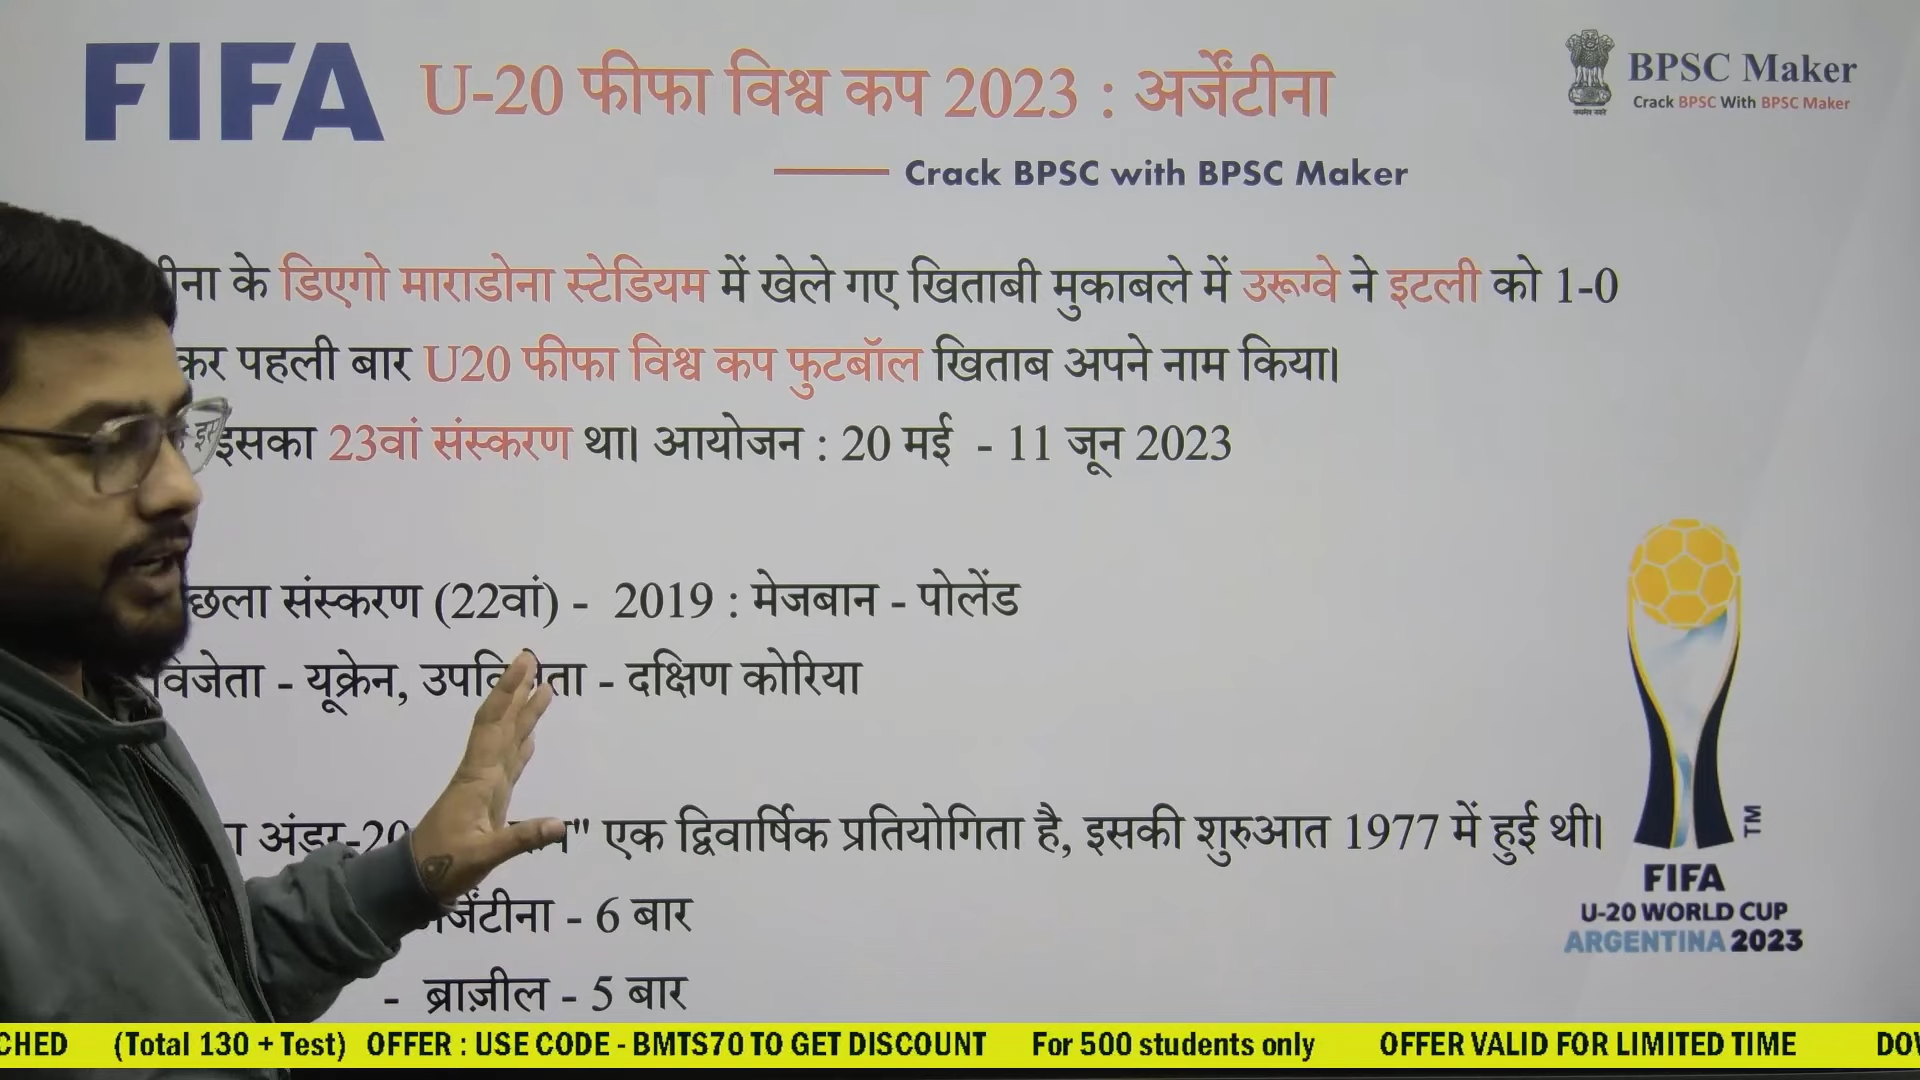 FIFA
U-20 फीफा विश्व कप 2023 : अर्जेंटीना
BPSC Maker
Crack BPSC With BPSC Maker
Crack BPSC with BPSC Maker
के डिएगो माराडोना स्टेडियम में खेले गए खिताबी मुकाबले में उरूग्वे ने इटली को 1-0
कर पहली बार U20 फीफा विश्व कप फुटबॉल खिताब अपने नाम किया।
इसका 23वां संस्करण था। आयोजन : 20 मई - 11 जून 2023
संस्करण (22वां) - 2019 : मेजबान - पोलेंड
विजेता - यूक्रेन, - दक्षिण कोरिया
अंडर-20 " एक द्विवार्षिक प्रतियोगिता है, इसकी शुरुआत 1977 में हुई थी।
- 6 बार
- ब्राज़ील - 5 बार
TM
FIFA
U-20 WORLD CUP
ARGENTINA 2023
(Total 130 + Test) OFFER : USE CODE - BMTS70 TO GET DISCOUNT For 500 students only OFFER VALID FOR LIMITED TIME